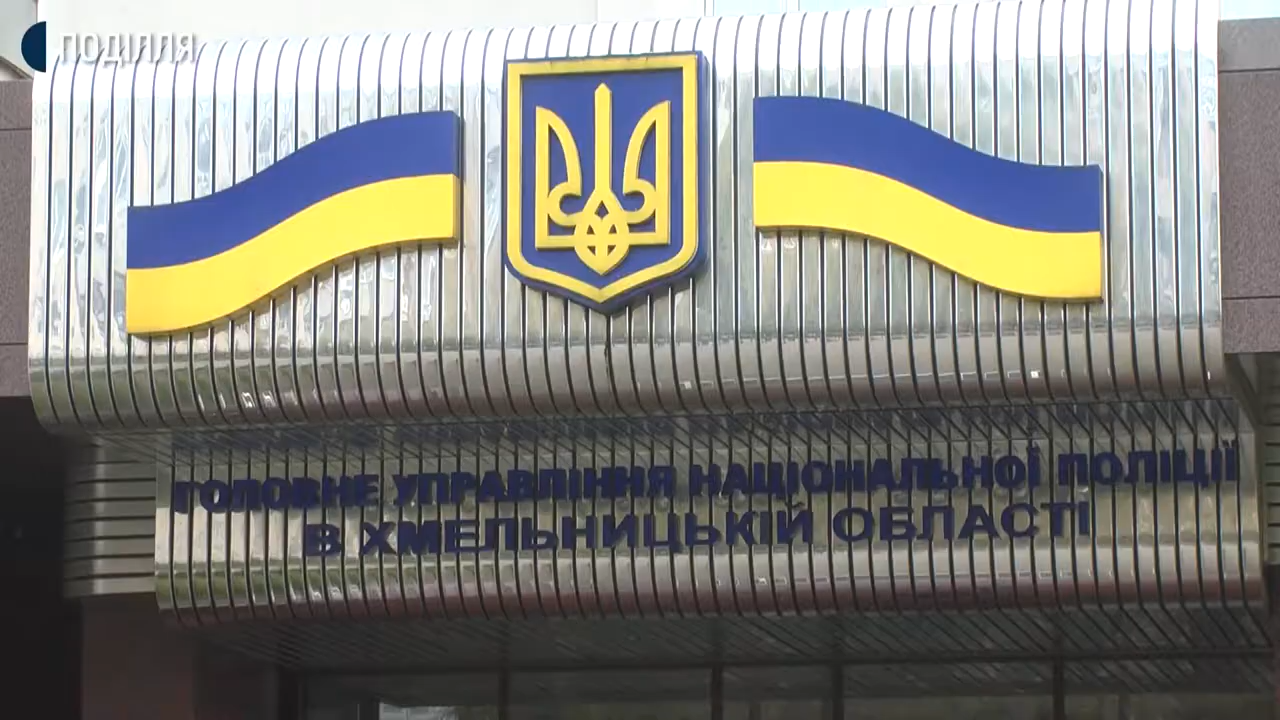 ПОДІЛЛЯ
ГОЛОВНЕ УПРАВЛІННЯ НАЦІОНАЛЬНОЇ ПОЛІЦІЇ
В ХМЕЛЬНИЦЬКІЙ ОБЛАСТІ